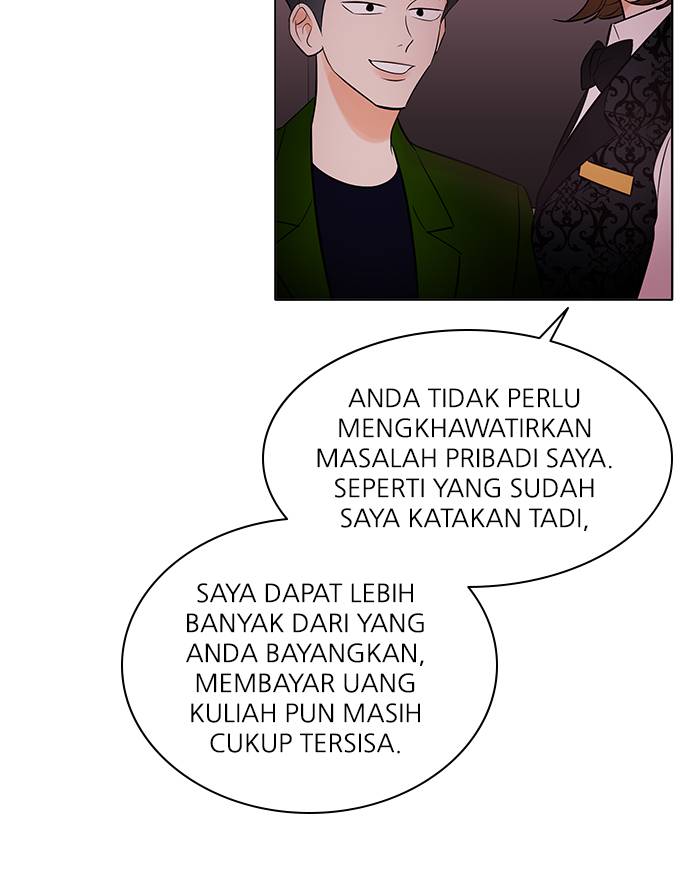 ANDA TIDAK PERLU
MENGKHAWATIRKAN
MASALAH PRIBADI SAYA.
SEPERTI YANG SUDAH
SAYA KATAKAN TADI,
SAYA DAPAT LEBIH
BANYAK DARI YANG
ANDA BAYANGKAN,
MEMBAYAR UANG
KULIAH PUN MASIH
CUKUP TERSISA.